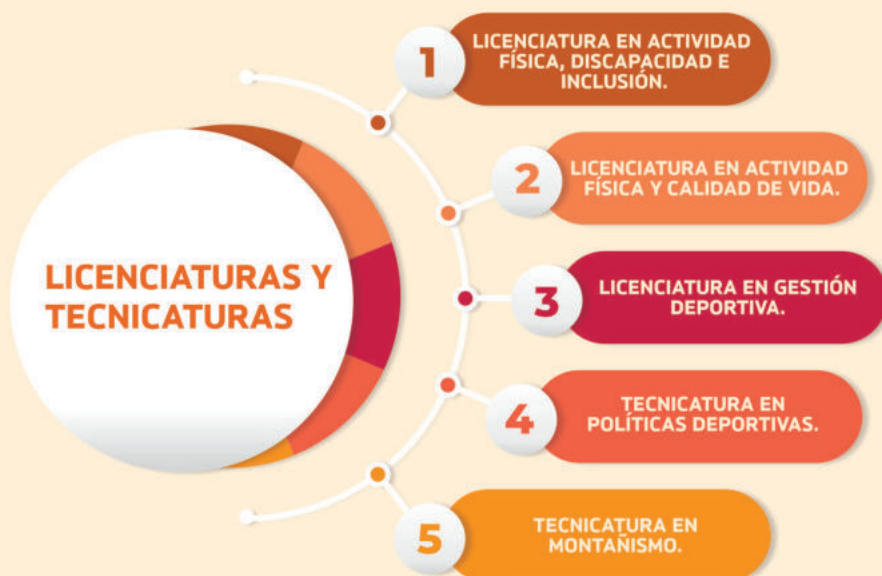 LICENCIATURAS Y
TECNICATURAS
1
LICENCIATURA EN ACTIVIDAD
FÍSICA, DISCAPACIDAD E
INCLUSIÓN.
2
LICENCIATURA EN ACTIVIDAD
FÍSICA Y CALIDAD DE VIDA.
3
LICENCIATURA EN GESTIÓN
DEPORTIVA.
4
TECNICATURA EN
POLÍTICAS DEPORTIVAS.
5
TECNICATURA EN
MONTAÑISMO.